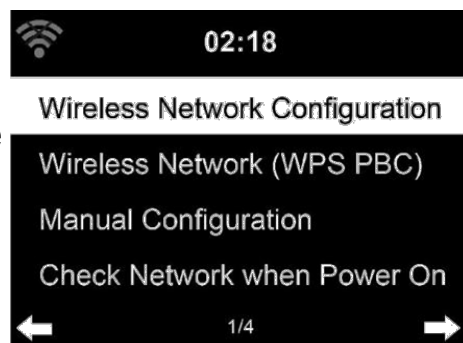 02:18
Wireless Network Configuration
Wireless Network (WPS PBC)
Manual Configuration
Check Network when Power On
1/4